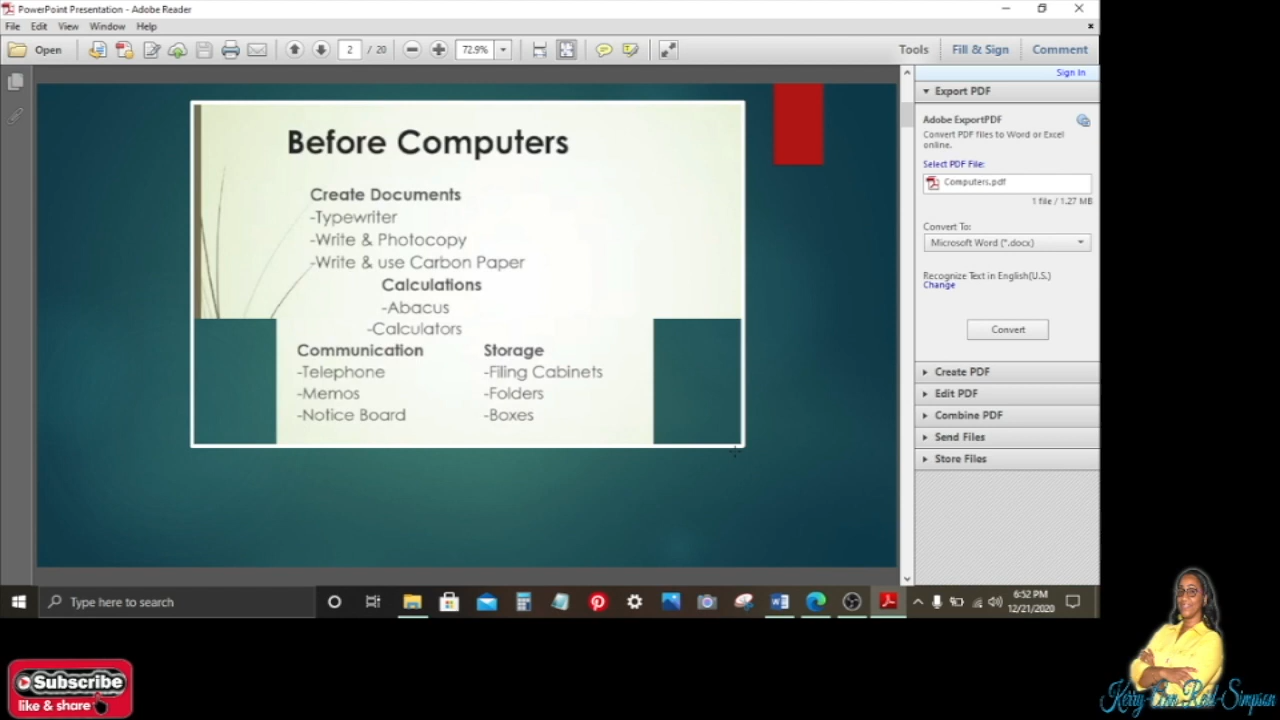 PowerPoint Presentation - Adobe Reader
File Edit View Window Help
Open 2 / 20 72.9% Tools Fill & Sign Comment
Sign In
Export PDF
Adobe ExportPDF
Convert PDF files to Word or Excel
online.
Select PDF File:
Computers.pdf
1 file / 1.27 MB
Convert To:
Microsoft Word (*.docx)
Recognize Text in English(U.S.)
Change
Convert
Create PDF
Edit PDF
Combine PDF
Send Files
Store Files
Before Computers
Create Documents
-Typewriter
-Write & Photocopy
-Write & use Carbon Paper
Calculations
-Abacus
-Calculators
Communication
-Telephone
-Memos
-Notice Board
Storage
-Filing Cabinets
-Folders
-Boxes
Type here to search
6:52 PM
12/21/2020
Subscribe
like & share
Kerry-Ann Reid-Simpson